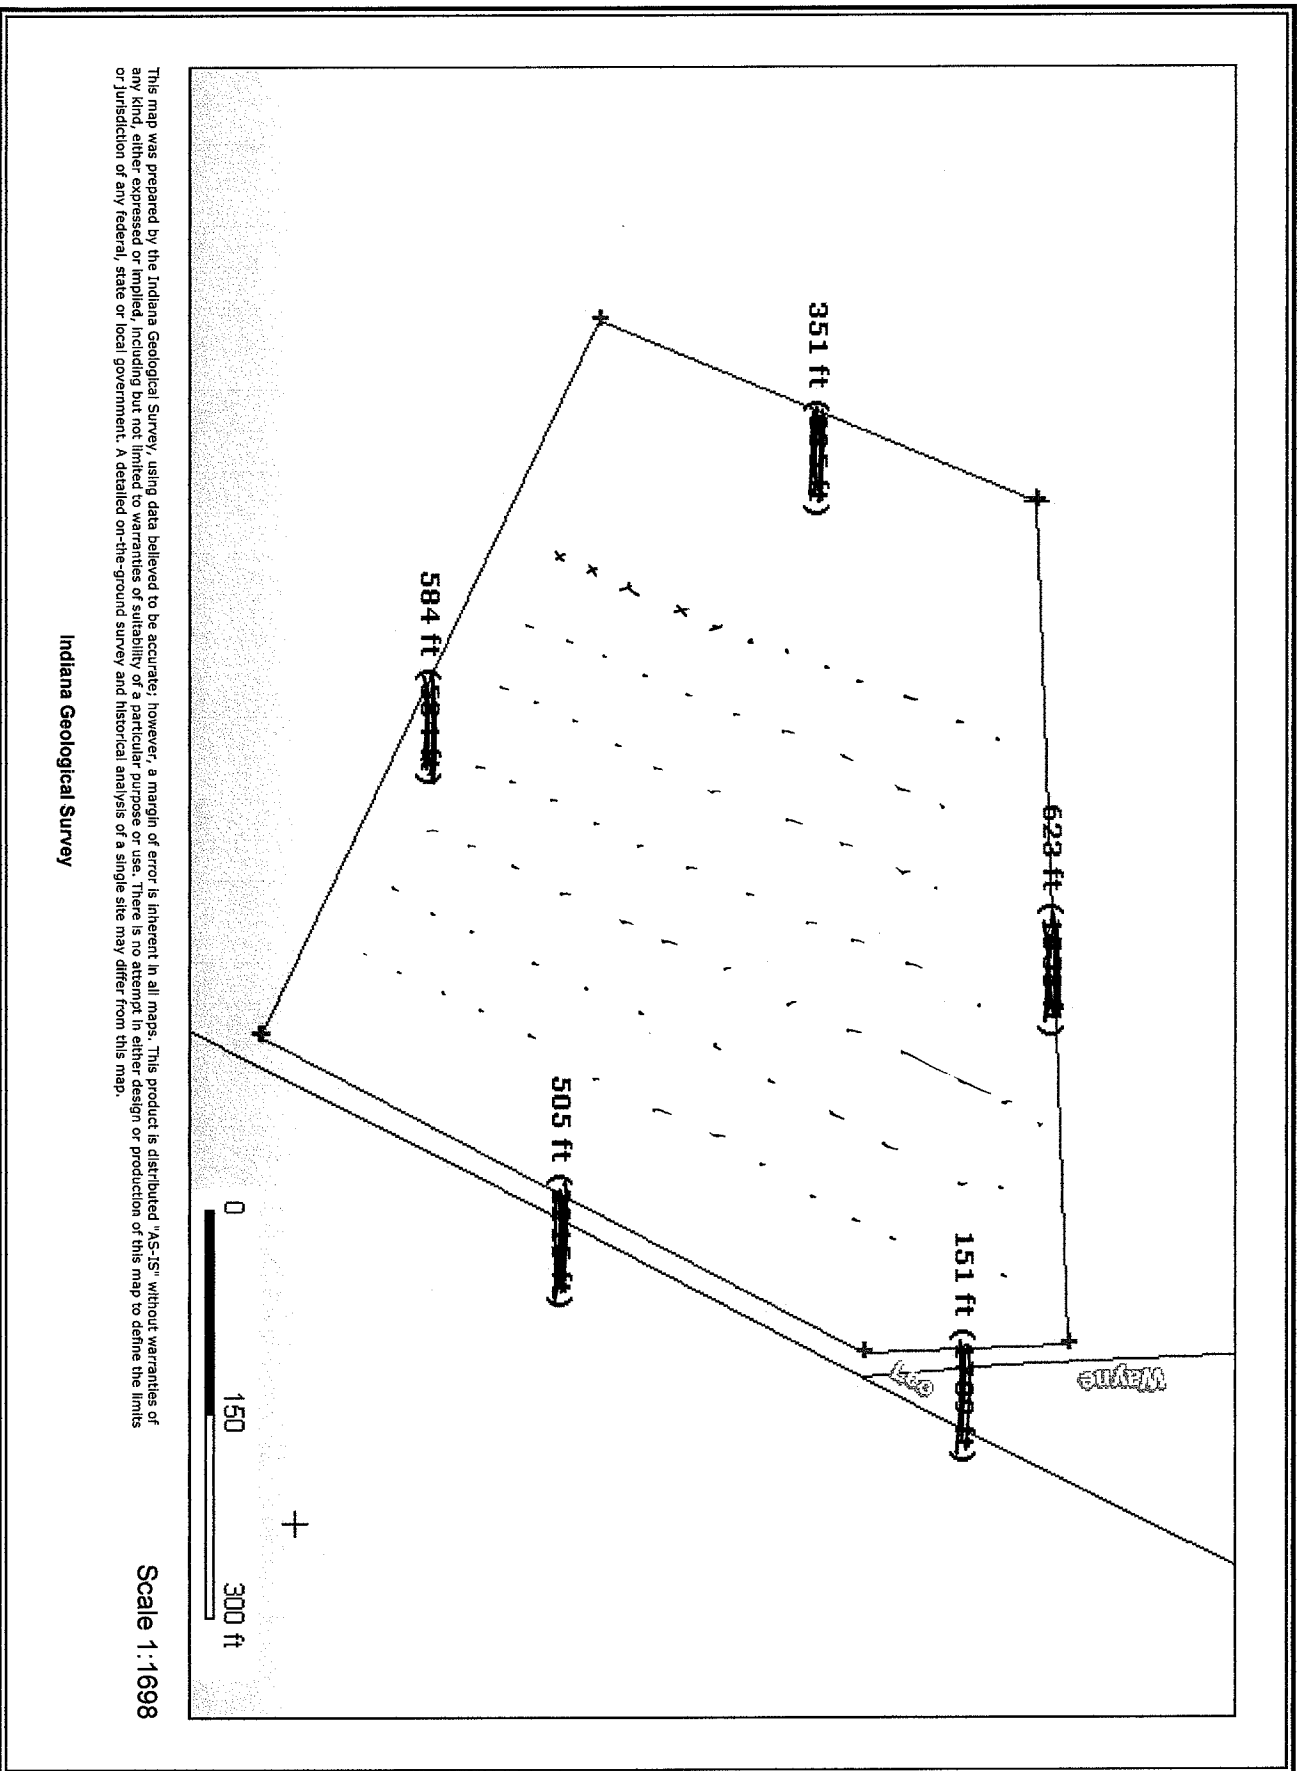 623 ft (
351 ft (
151 ft (
584 ft (
505 ft (
Wayne
0 150 300 ft
Scale 1:1698
This map was prepared by the Indiana Geological Survey, using data believed to be accurate; however, a margin of error is inherent in all maps. This product is distributed "AS-IS" without warranties of
any kind, either expressed or implied, including but not limited to warranties of suitability of a particular purpose or use. There is no attempt in either design or production of this map to define the limits
or jurisdiction of any federal, state or local government. A detailed on-the-ground survey and historical analysis of a single site may differ from this map.
Indiana Geological Survey